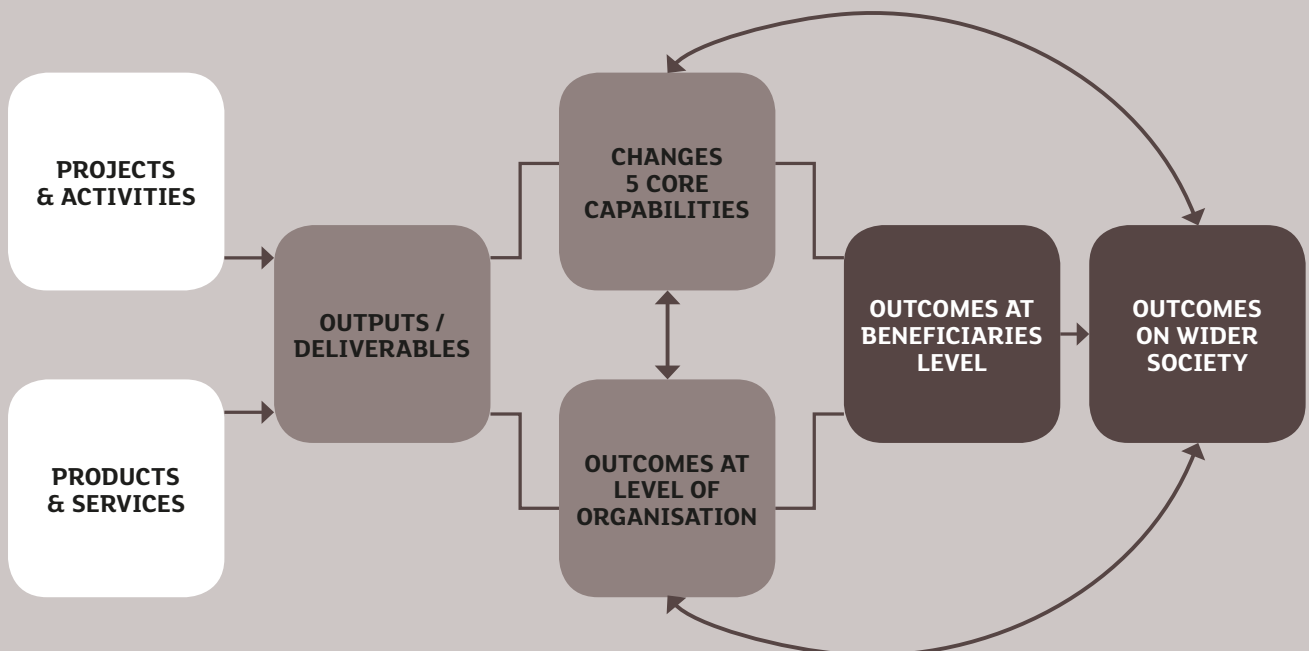 PROJECTS
& ACTIVITIES
PRODUCTS
& SERVICES
OUTPUTS /
DELIVERABLES
CHANGES
5 CORE
CAPABILITIES
OUTCOMES AT
LEVEL OF
ORGANISATION
OUTCOMES AT
BENEFICIARIES
LEVEL
OUTCOMES
ON WIDER
SOCIETY